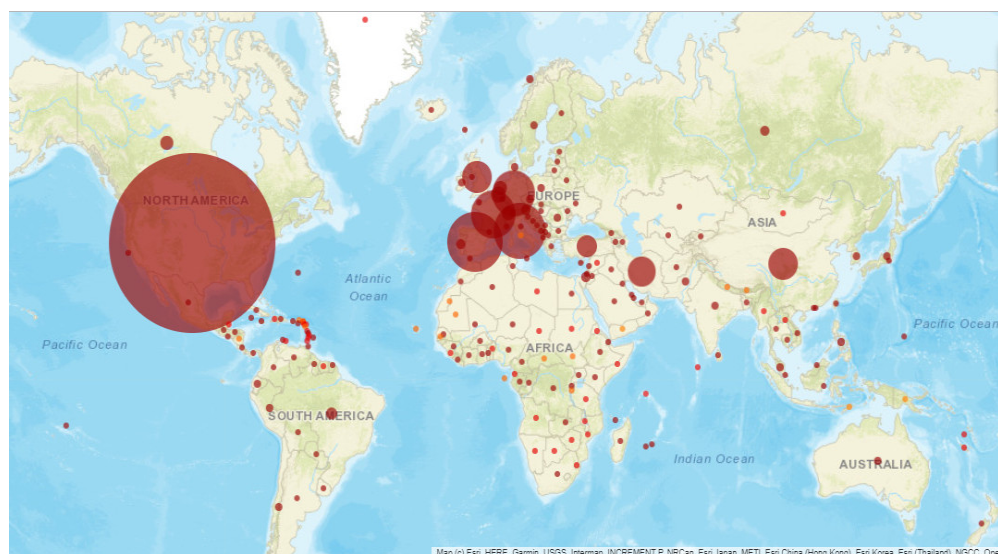 NORTH AMERICA
EUROPE
ASIA
Atlantic
Ocean
Pacific Ocean
Pacific Ocean
AFRICA
SOUTH AMERICA
Indian Ocean
AUSTRALIA
Map (c) Esri, HERE, Garmin, USGS, Intermap, INCREMENT P, NRCan, Esri Japan, METI, Esri China (Hong Kong), Esri Korea, Esri (Thailand), NGCC, Ope